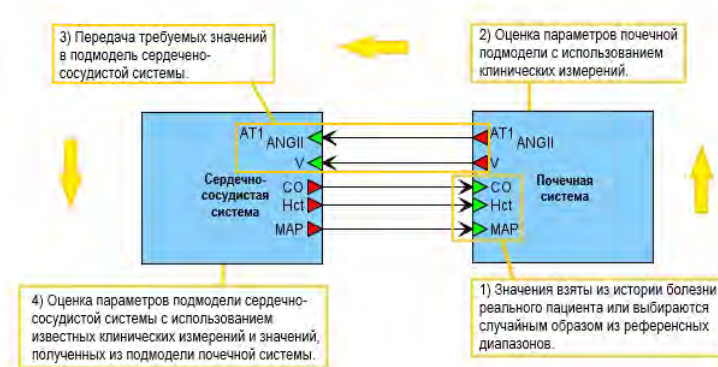 3) Передача требуемых значений
в подмодель сердечено-
сосудистой системы.
2) Оценка параметров почечной
подмодели с использованием
клинических измерений.
AT1
ANGII
V
Сердечно-
сосудистая
система
CO
Hct
MAP
AT1
ANGII
V
CO
Hct
MAP
Почечная
система
4) Оценка параметров подмодели сердечно-
сосудистой системы с использованием
известных клинических измерений и значений,
полученных из подмодели почечной системы.
1) Значения взяты из истории болезни
реального пациента или выбираются
случайным образом из референсных
диапазонов.